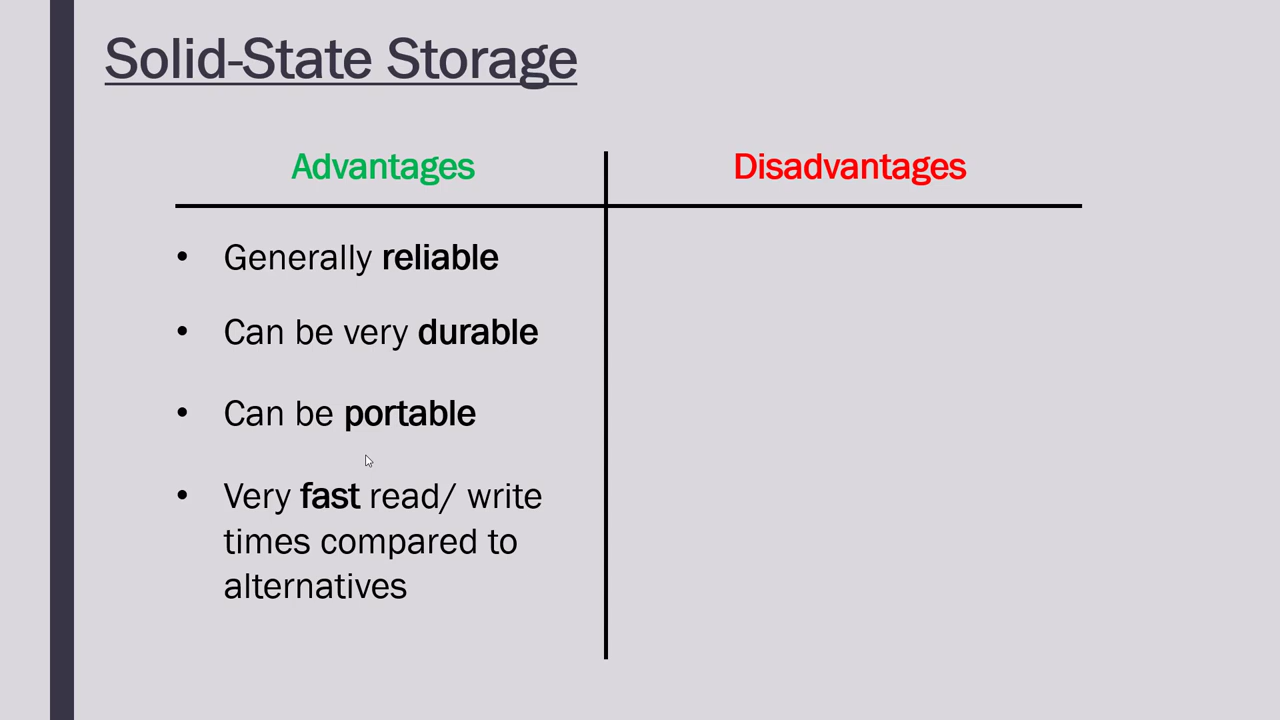 Solid-State Storage
Advantages
Disadvantages
• Generally reliable
• Can be very durable
• Can be portable
• Very fast read/ write
times compared to
alternatives